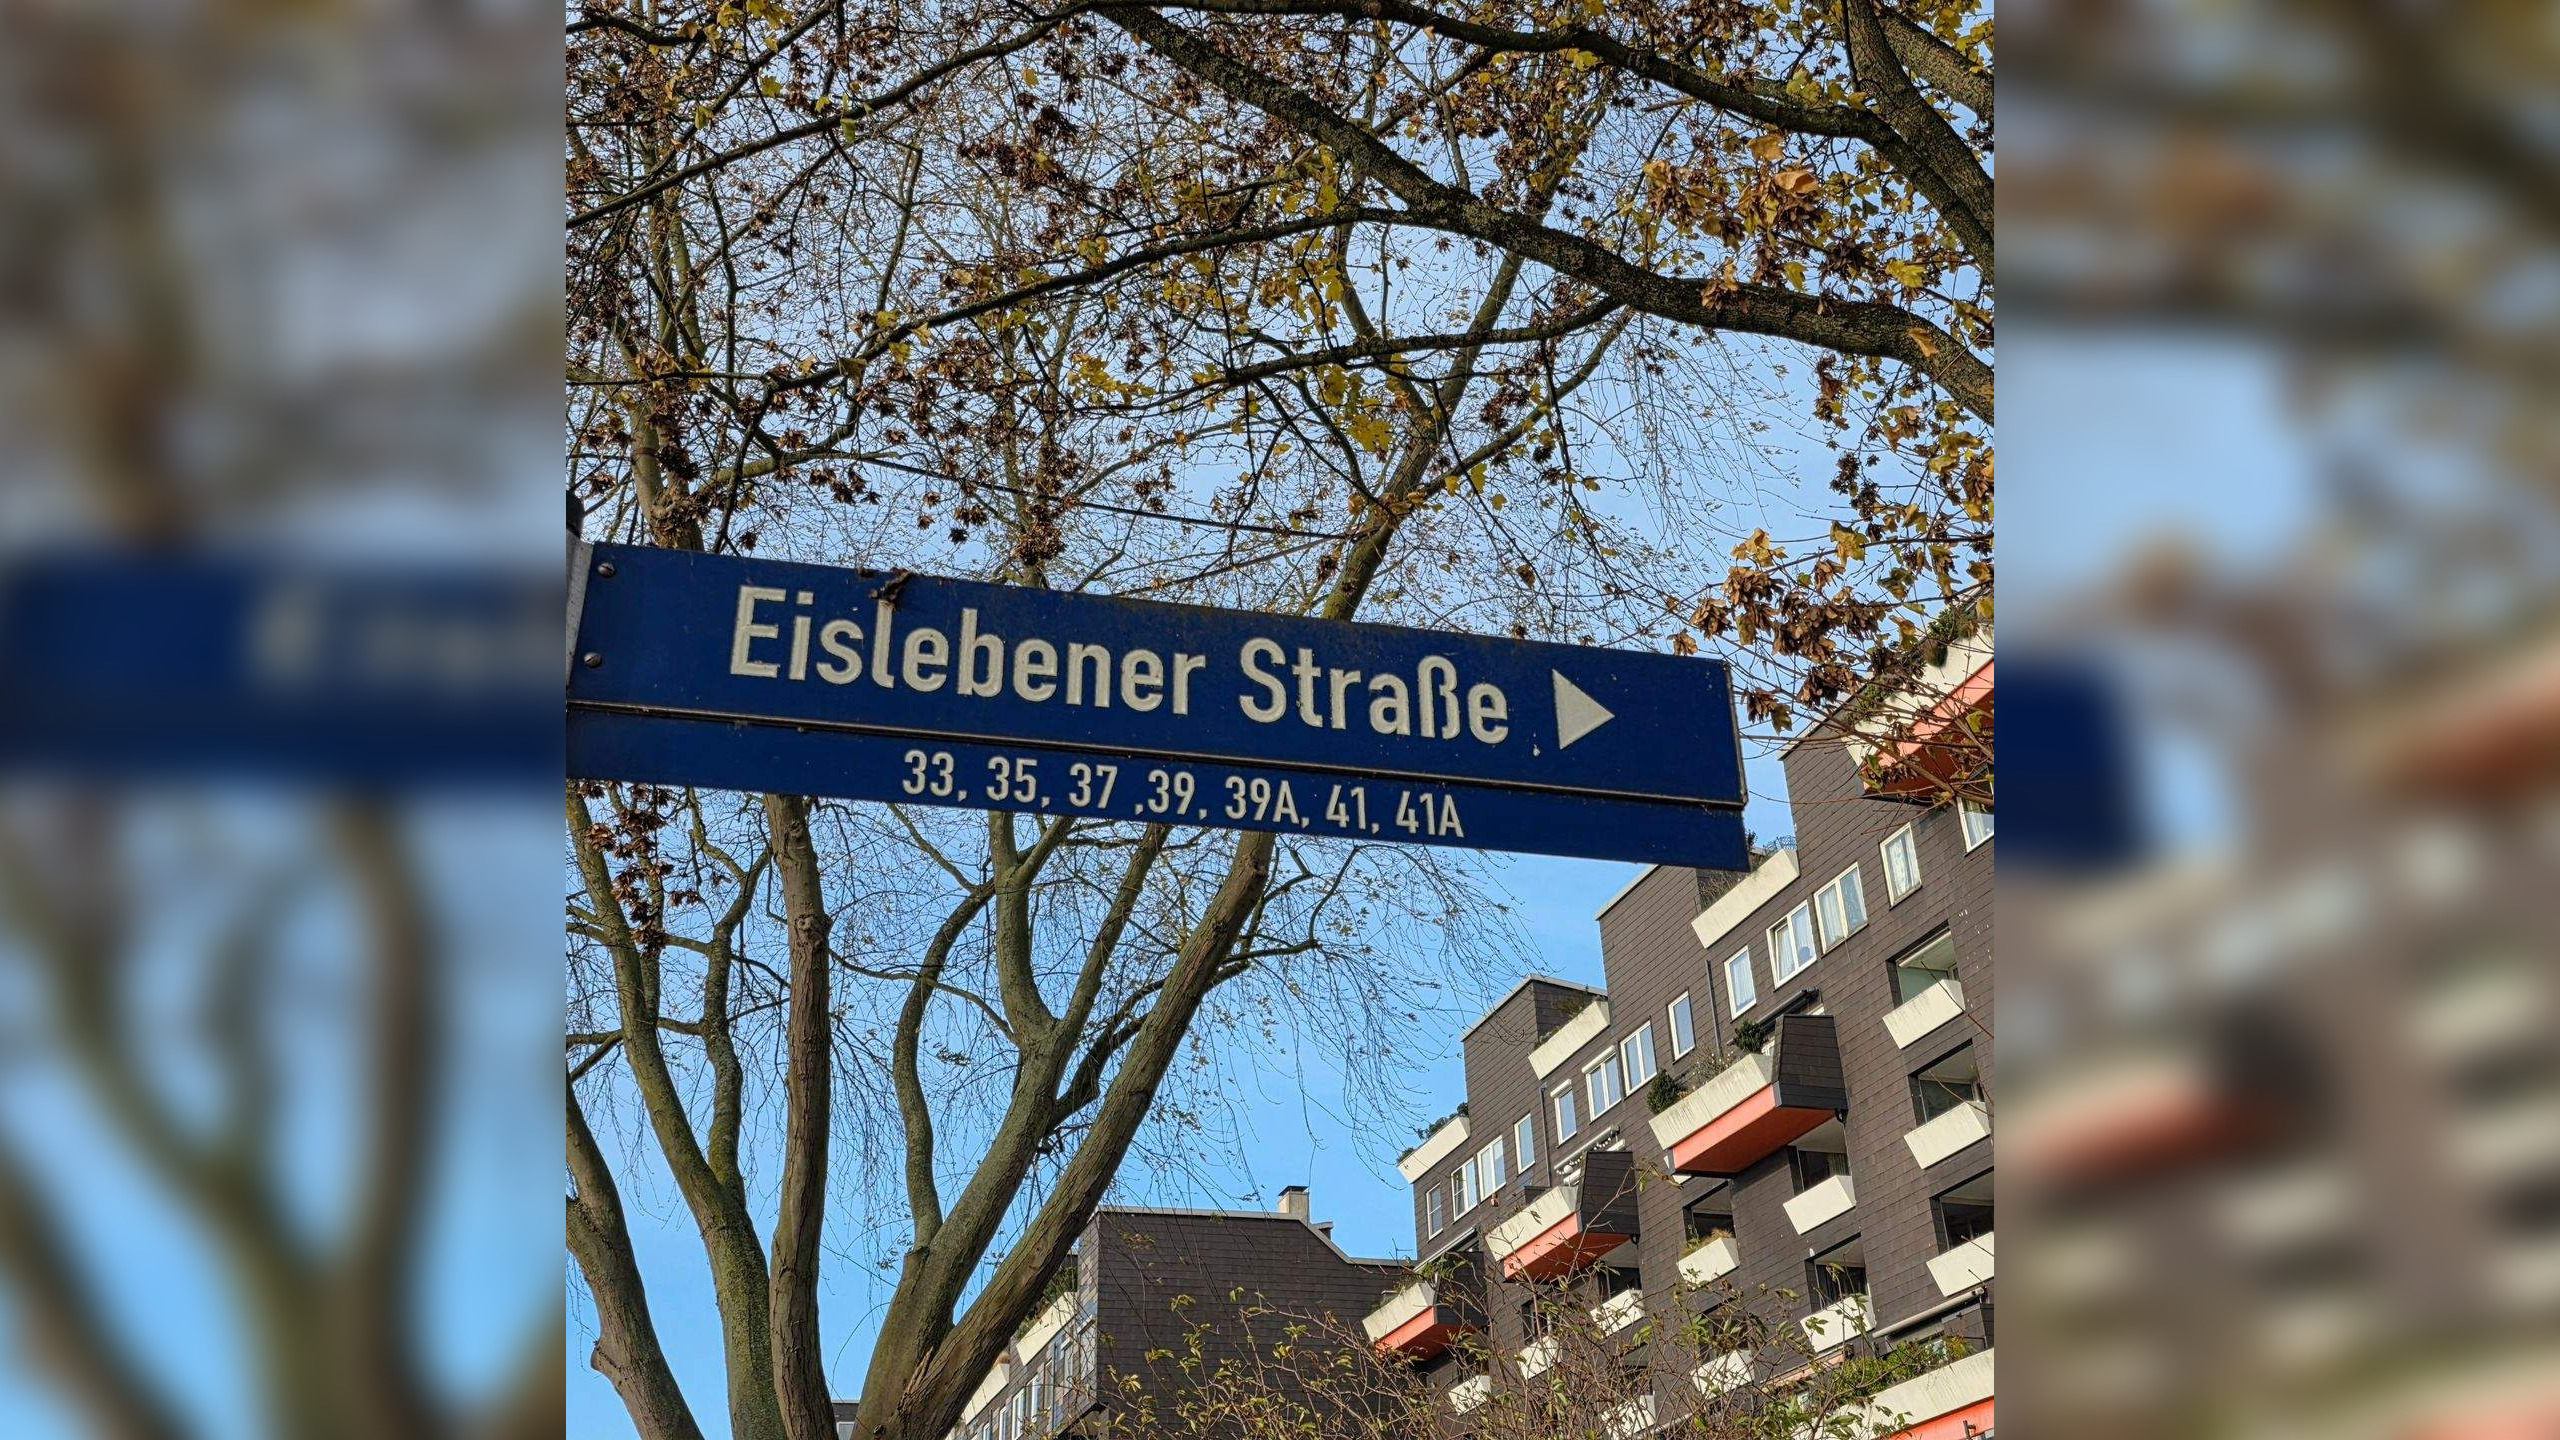 Eislebener Straße ▶
33, 35, 37 ,39, 39A, 41, 41A